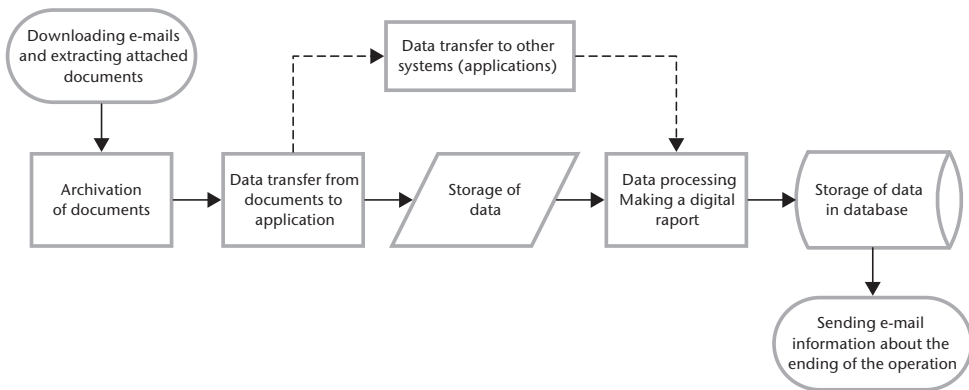 Downloading e-mails
and extracting attached
documents
Data transfer to other
systems (applications)
Archivation
of documents
Data transfer from
documents to
application
Storage of
data
Data processing
Making a digital
raport
Storage of data
in database
Sending e-mail
information about the
ending of the operation